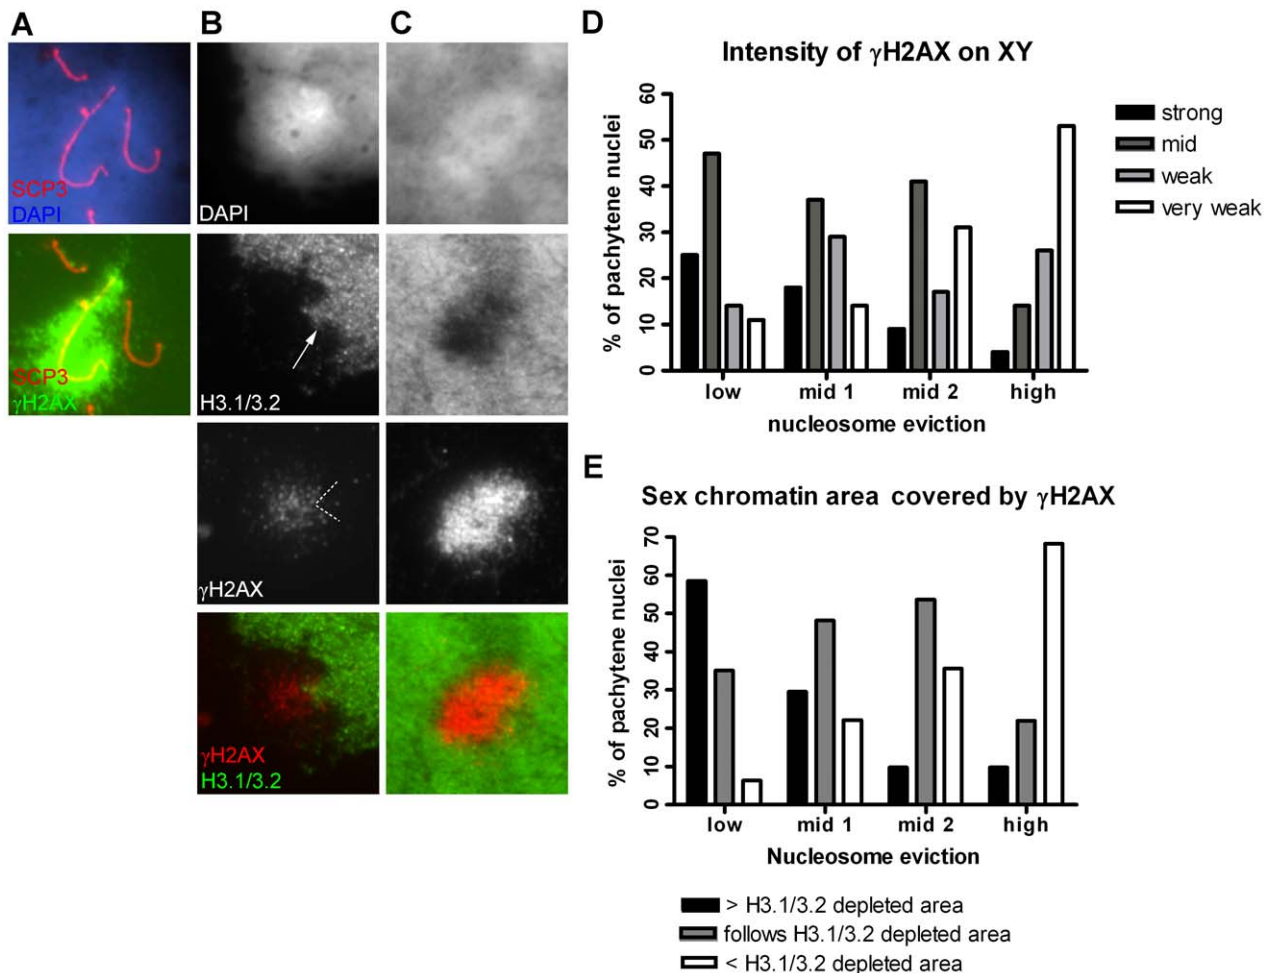 A
B
C
SCP3
DAPI
DAPI
SCP3
γH2AX
H3.1/3.2
γH2AX
γH2AX
H3.1/3.2
D
Intensity of γH2AX on XY
% of pachytene nuclei
60
50
40
30
20
10
0
low mid 1 mid 2 high
nucleosome eviction
strong
mid
weak
very weak
E
Sex chromatin area covered by γH2AX
% of pachytene nuclei
70
60
50
40
30
20
10
0
low mid 1 mid 2 high
Nucleosome eviction
> H3.1/3.2 depleted area
follows H3.1/3.2 depleted area
< H3.1/3.2 depleted area